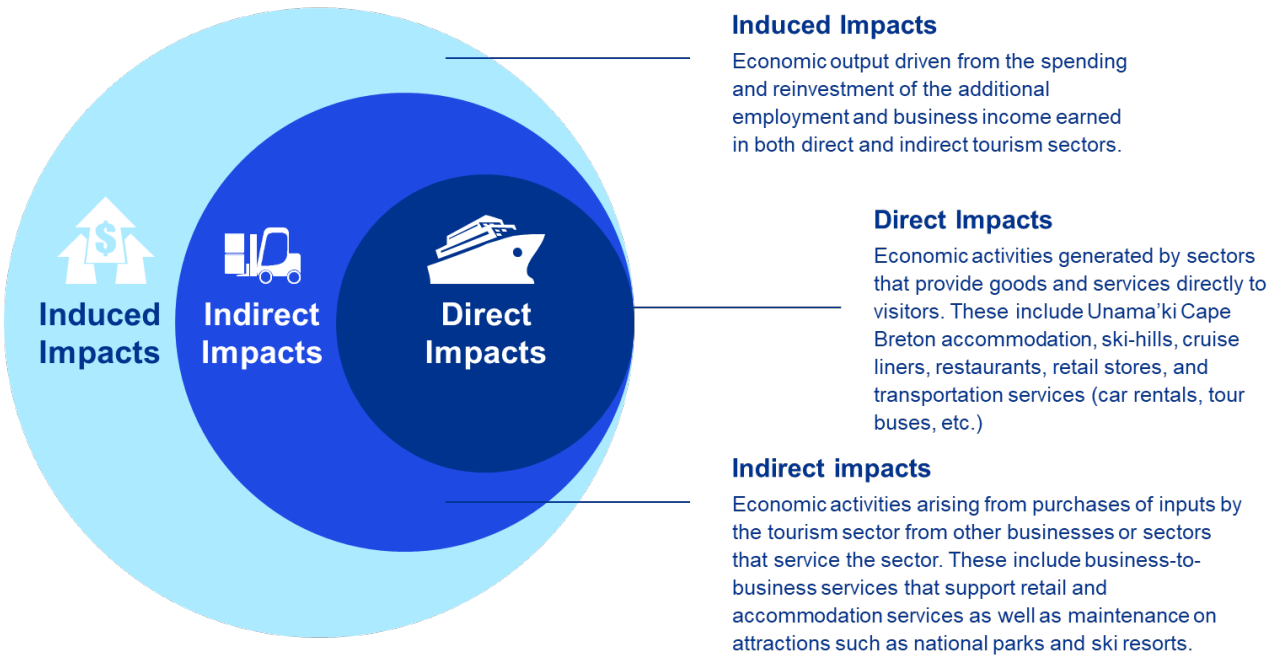 Induced Impacts
Economic output driven from the spending
and reinvestment of the additional
employment and business income earned
in both direct and indirect tourism sectors.
$
Induced
Impacts
Indirect
Impacts
Direct
Impacts
Direct Impacts
Economic activities generated by sectors
that provide goods and services directly to
visitors. These include Unama’ki Cape
Breton accommodation, ski-hills, cruise
liners, restaurants, retail stores, and
transportation services (car rentals, tour
buses, etc.)
Indirect impacts
Economic activities arising from purchases of inputs by
the tourism sector from other businesses or sectors
that service the sector. These include business-to-
business services that support retail and
accommodation services as well as maintenance on
attractions such as national parks and ski resorts.